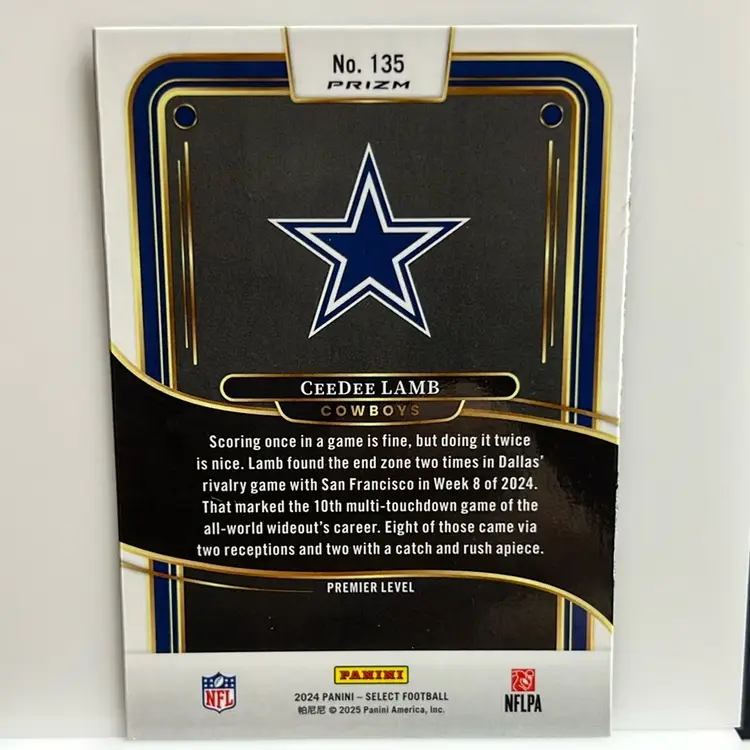 No. 135
PRIZM
CEEDEE LAMB
COWBOYS
Scoring once in a game is fine, but doing it twice
is nice. Lamb found the end zone two times in Dallas'
rivalry game with San Francisco in Week 8 of 2024.
That marked the 10th multi-touchdown game of the
all-world wideout's career. Eight of those came via
two receptions and two with a catch and rush apiece.
PREMIER LEVEL
NFL
PANINI
2024 PANINI – SELECT FOOTBALL
帕尼尼 © 2025 Panini America, Inc.
NFLPA